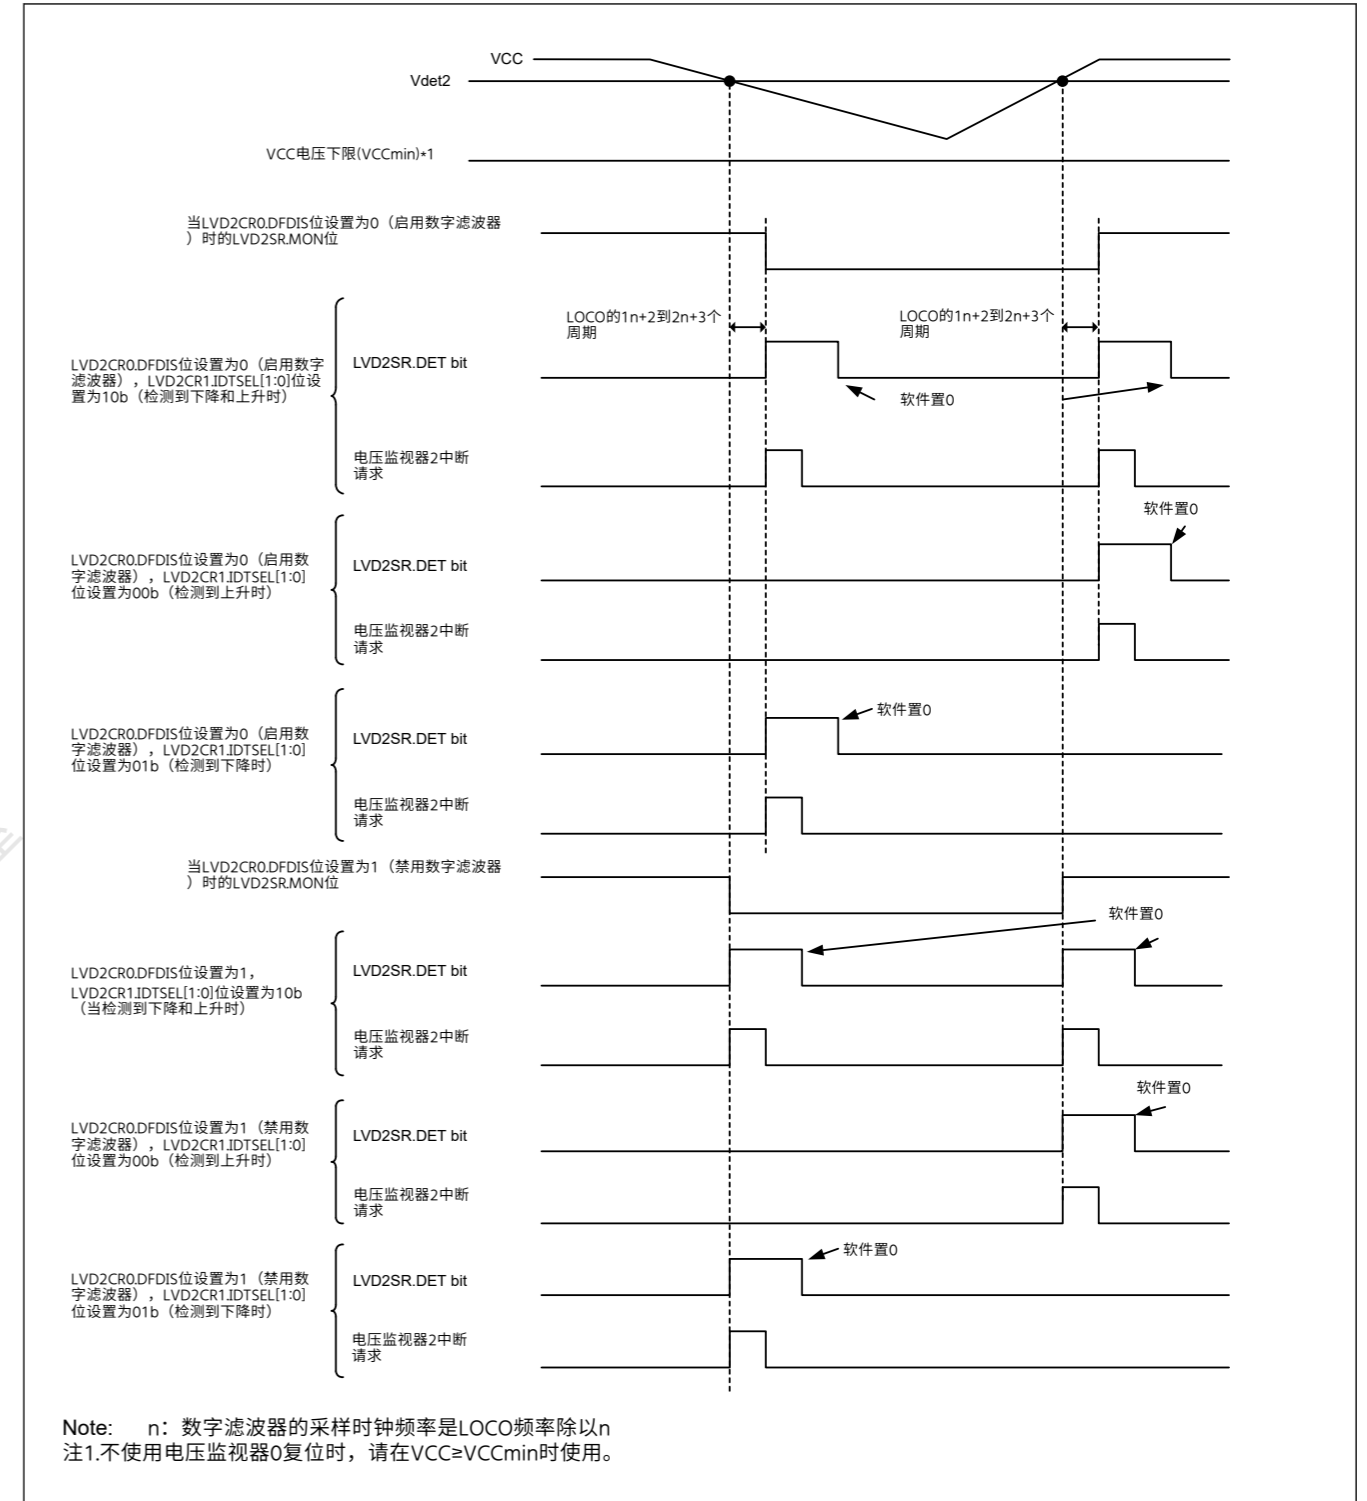 VCC
Vdet2
VCC电压下限(VCCmin)*1
当LVD2CR0.DFDIS位设置为0（启用数字滤波器
）时的LVD2SR.MON位
LOCO的1n+2到2n+3个
周期
LOCO的1n+2到2n+3个
周期
LVD2CR0.DFDIS位设置为0（启用数字
滤波器），LVD2CR1.IDTSEL[1:0]位设
置为10b（检测到下降和上升时）
LVD2SR.DET bit
软件置0
电压监视器2中断
请求
软件置0
LVD2CR0.DFDIS位设置为0（启用数
字滤波器），LVD2CR1.IDTSEL[1:0]
位设置为00b（检测到上升时）
LVD2SR.DET bit
电压监视器2中断
请求
软件置0
LVD2CR0.DFDIS位设置为0（启用数
字滤波器），LVD2CR1.IDTSEL[1:0]
位设置为01b（检测到下降时）
LVD2SR.DET bit
电压监视器2中断
请求
当LVD2CR0.DFDIS位设置为1（禁用数字滤波器
）时的LVD2SR.MON位
软件置0
LVD2CR0.DFDIS位设置为1，
LVD2CR1.IDTSEL[1:0]位设置为10b
（当检测到下降和上升时）
LVD2SR.DET bit
电压监视器2中断
请求
软件置0
LVD2CR0.DFDIS位设置为1（禁用数
字滤波器），LVD2CR1.IDTSEL[1:0]
位设置为00b（检测到上升时）
LVD2SR.DET bit
电压监视器2中断
请求
软件置0
LVD2CR0.DFDIS位设置为1（禁用数
字滤波器），LVD2CR1.IDTSEL[1:0]
位设置为01b（检测到下降时）
LVD2SR.DET bit
电压监视器2中断
请求
Note: n：数字滤波器的采样时钟频率是LOCO频率除以n
注1.不使用电压监视器0复位时，请在VCC≥VCCmin时使用。